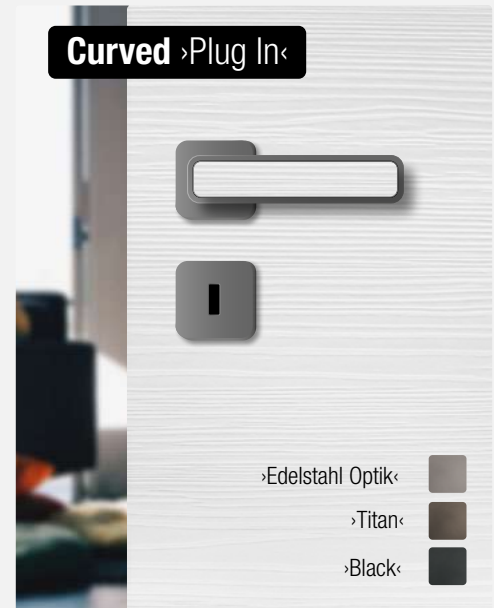 Curved ›Plug In‹
›Edelstahl Optik‹
›Titan‹
›Black‹